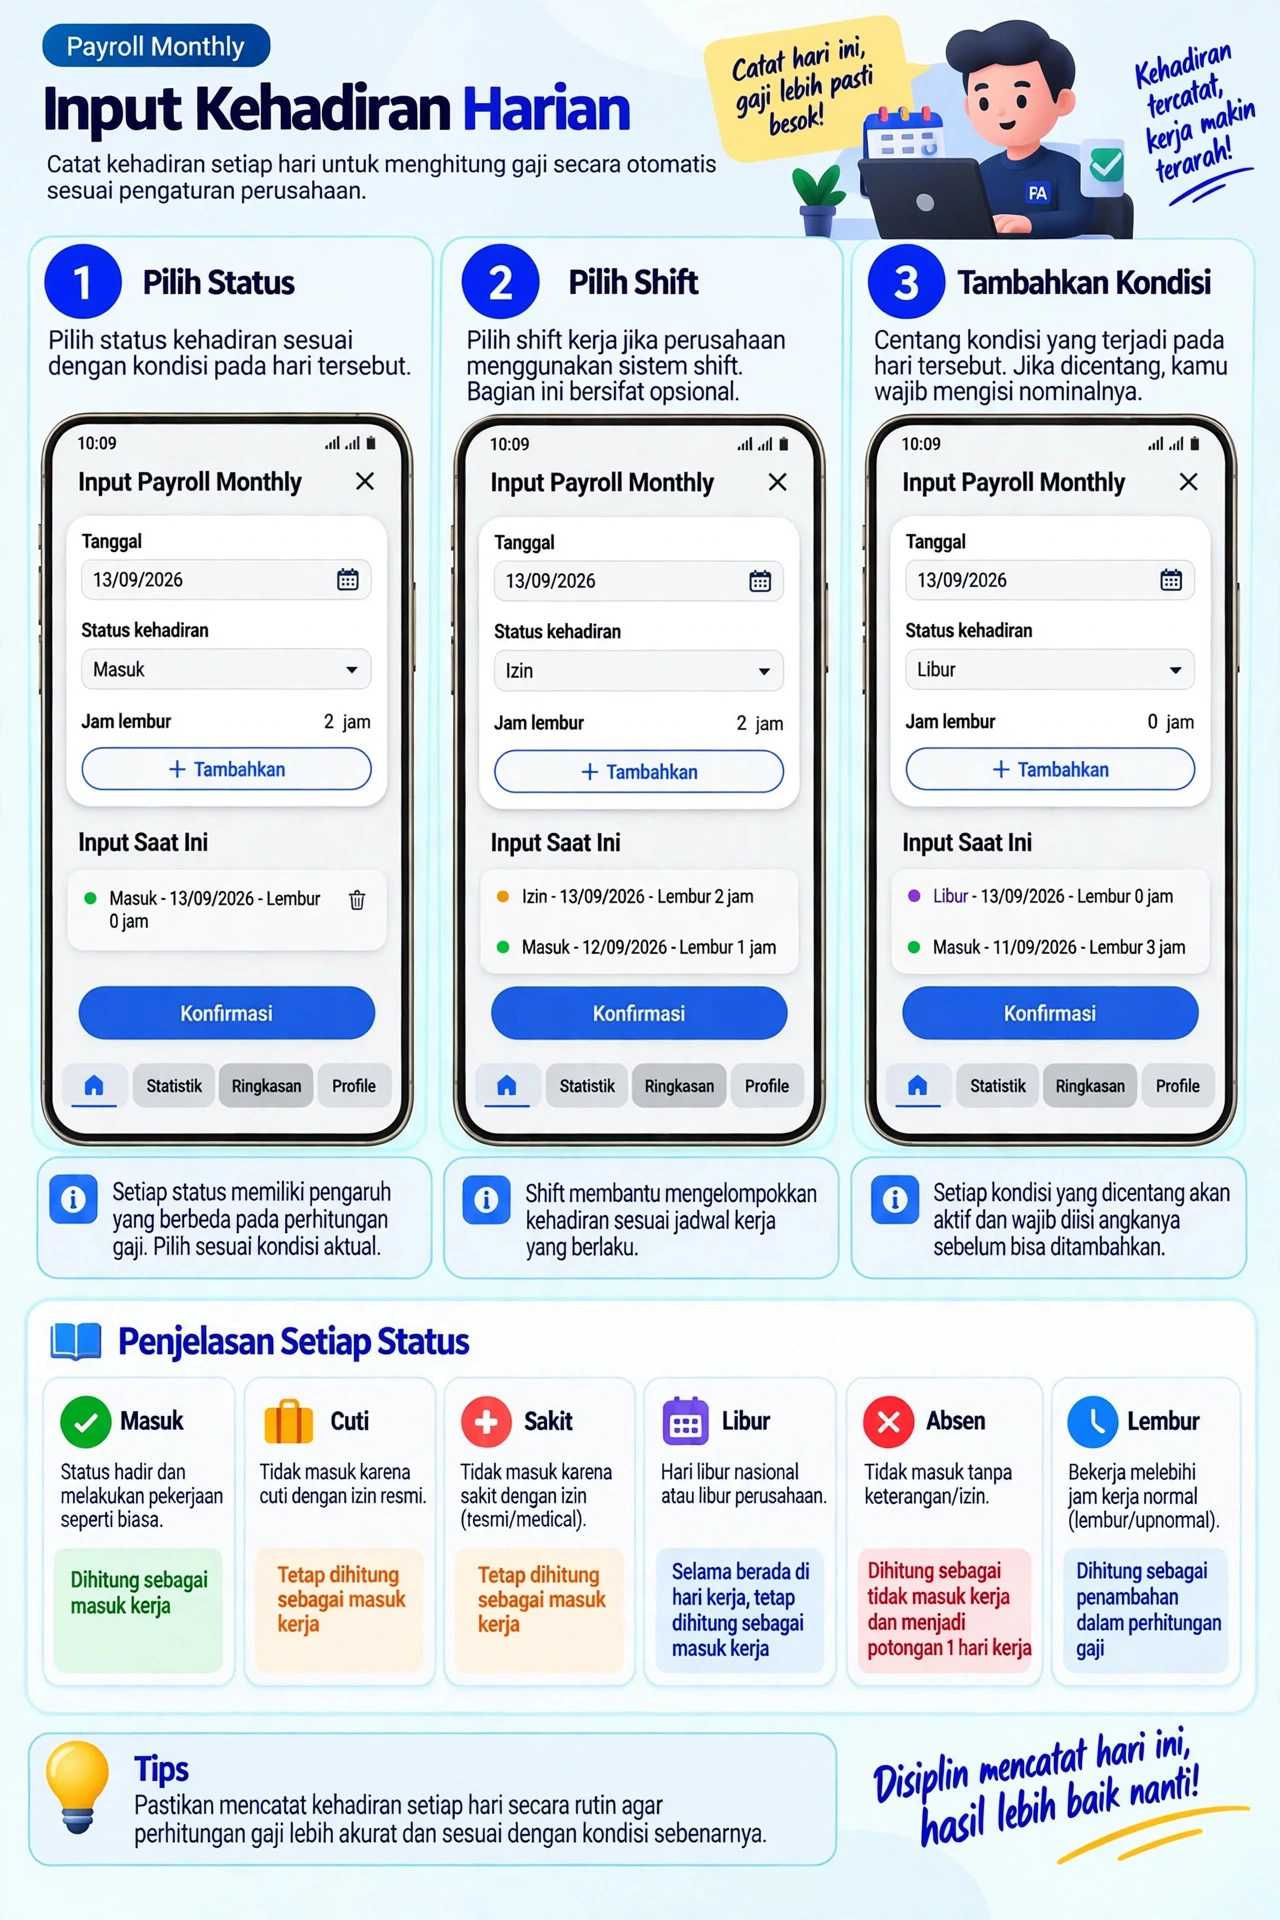 Payroll Monthly
Input Kehadiran Harian
Catat kehadiran setiap hari untuk menghitung gaji secara otomatis
sesuai pengaturan perusahaan.
Catat hari ini,
gaji lebih pasti
besok!
PA
Kehadiran
tercatat,
kerja makin
terarah!
1
Pilih Status
Pilih status kehadiran sesuai
dengan kondisi pada hari tersebut.
10:09
Input Payroll Monthly
Tanggal
13/09/2026
Status kehadiran
Masuk
Jam lembur 2 jam
+ Tambahkan
Input Saat Ini
Masuk - 13/09/2026 - Lembur
0 jam
Konfirmasi
Statistik Ringkasan Profile
Setiap status memiliki pengaruh
yang berbeda pada perhitungan
gaji. Pilih sesuai kondisi aktual.
2
Pilih Shift
Pilih shift kerja jika perusahaan
menggunakan sistem shift.
Bagian ini bersifat opsional.
10:09
Input Payroll Monthly
Tanggal
13/09/2026
Status kehadiran
Izin
Jam lembur 2 jam
+ Tambahkan
Input Saat Ini
Izin - 13/09/2026 - Lembur 2 jam
Masuk - 12/09/2026 - Lembur 1 jam
Konfirmasi
Statistik Ringkasan Profile
Shift membantu mengelompokkan
kehadiran sesuai jadwal kerja
yang berlaku.
3
Tambahkan Kondisi
Centang kondisi yang terjadi pada
hari tersebut. Jika dicentang, kamu
wajib mengisi nominalnya.
10:09
Input Payroll Monthly
Tanggal
13/09/2026
Status kehadiran
Libur
Jam lembur 0 jam
+ Tambahkan
Input Saat Ini
Libur - 13/09/2026 - Lembur 0 jam
Masuk - 11/09/2026 - Lembur 3 jam
Konfirmasi
Statistik Ringkasan Profile
Setiap kondisi yang dicentang akan
aktif dan wajib diisi angkanya
sebelum bisa ditambahkan.
Penjelasan Setiap Status
Masuk
Status hadir dan
melakukan pekerjaan
seperti biasa.
Dihitung sebagai
masuk kerja
Cuti
Tidak masuk karena
cuti dengan izin resmi.
Tetap dihitung
sebagai masuk
kerja
Sakit
Tidak masuk karena
sakit dengan izin
(tesmi/medical).
Tetap dihitung
sebagai masuk
kerja
Libur
Hari libur nasional
atau libur perusahaan.
Selama berada di
hari kerja, tetap
dihitung sebagai
masuk kerja
Absen
Tidak masuk tanpa
keterangan/izin.
Dihitung sebagai
tidak masuk kerja
dan menjadi
potongan 1 hari kerja
Lembur
Bekerja melebihi
jam kerja normal
(lembur/upnormal).
Dihitung sebagai
penambahan
dalam perhitungan
gaji
Tips
Pastikan mencatat kehadiran setiap hari secara rutin agar
perhitungan gaji lebih akurat dan sesuai dengan kondisi sebenarnya.
Disiplin mencatat hari ini,
hasil lebih baik nanti!